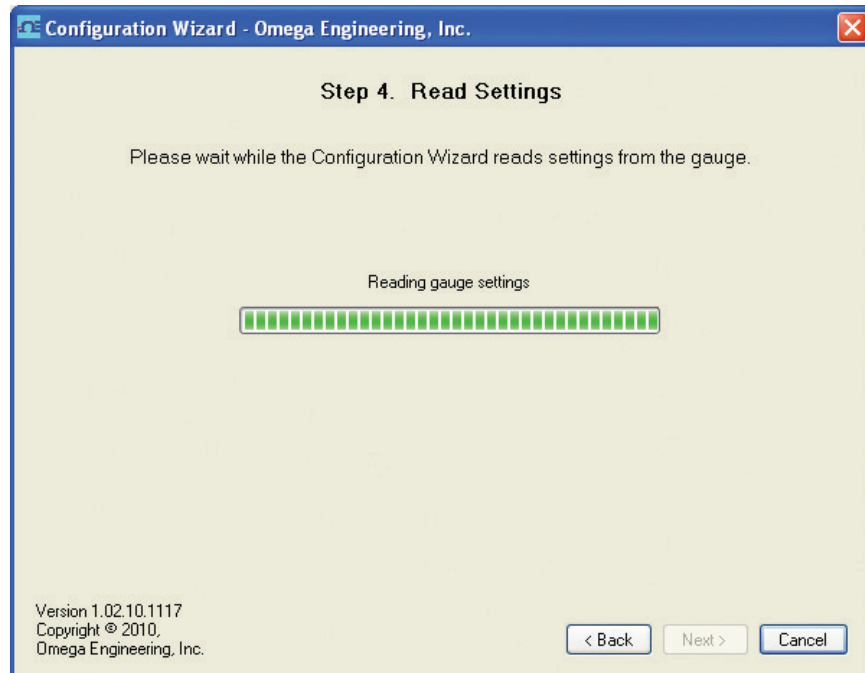 Configuration Wizard - Omega Engineering, Inc.
Step 4. Read Settings
Please wait while the Configuration Wizard reads settings from the gauge.
Reading gauge settings
Version 1.02.10.1117
Copyright © 2010,
Omega Engineering, Inc.
< Back Next > Cancel